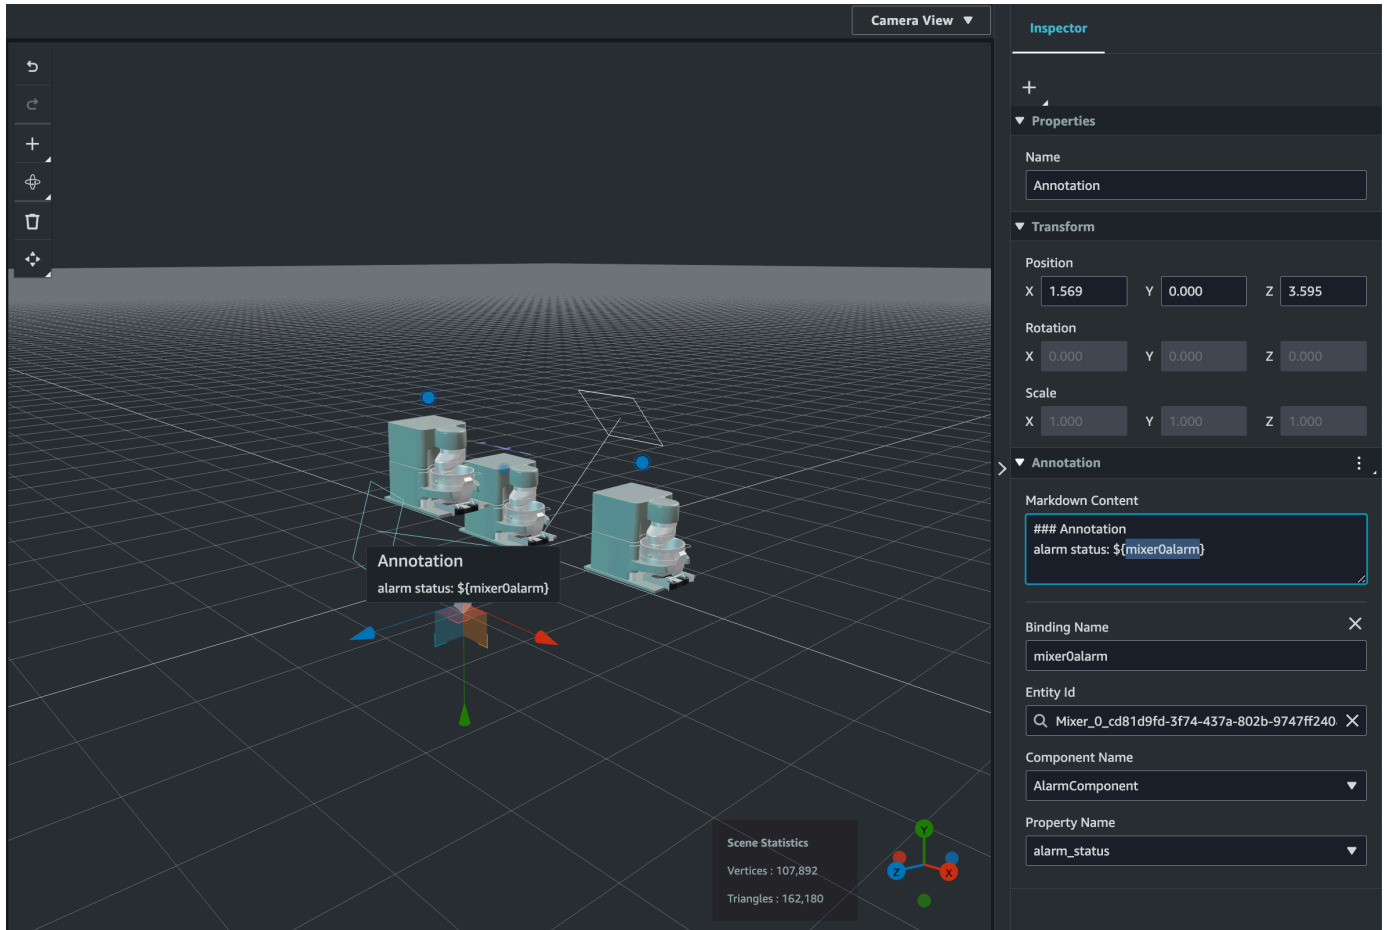 Camera View
Inspector
Properties
Name
Annotation
Transform
Position
X 1.569 Y 0.000 Z 3.595
Rotation
X 0.000 Y 0.000 Z 0.000
Scale
X 1.000 Y 1.000 Z 1.000
Annotation
Markdown Content
### Annotation
alarm status: ${mixer0alarm}
Binding Name
mixer0alarm
Entity Id
Mixer_0_cd81d9fd-3f74-437a-802b-9747ff240
Component Name
AlarmComponent
Property Name
alarm_status
Annotation
alarm status: ${mixer0alarm}
Scene Statistics
Vertices : 107,892
Triangles : 162,180
Y
Z
X